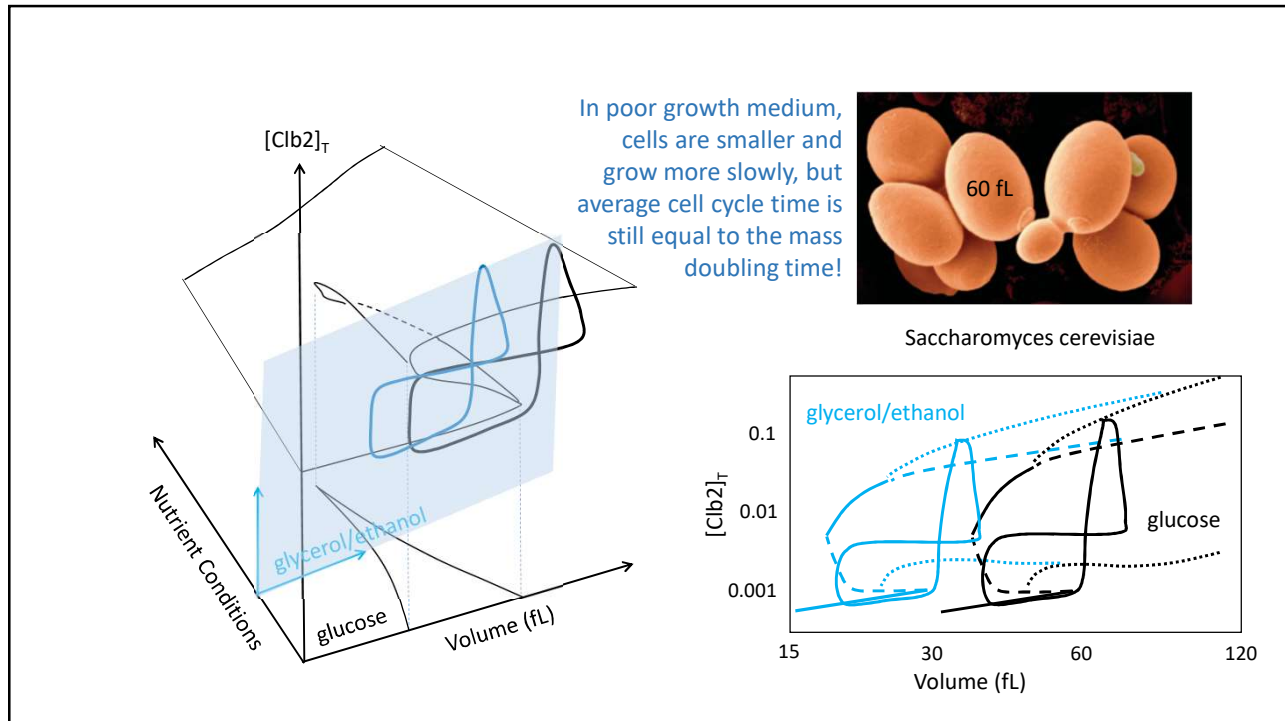 [Clb2]T
In poor growth medium,
cells are smaller and
grow more slowly, but
average cell cycle time is
still equal to the mass
doubling time!
60 fL
Saccharomyces cerevisiae
Nutrient Conditions
glycerol/ethanol
glucose
Volume (fL)
glycerol/ethanol
glucose
[Clb2]T
0.1
0.01
0.001
15
30
60
120
Volume (fL)